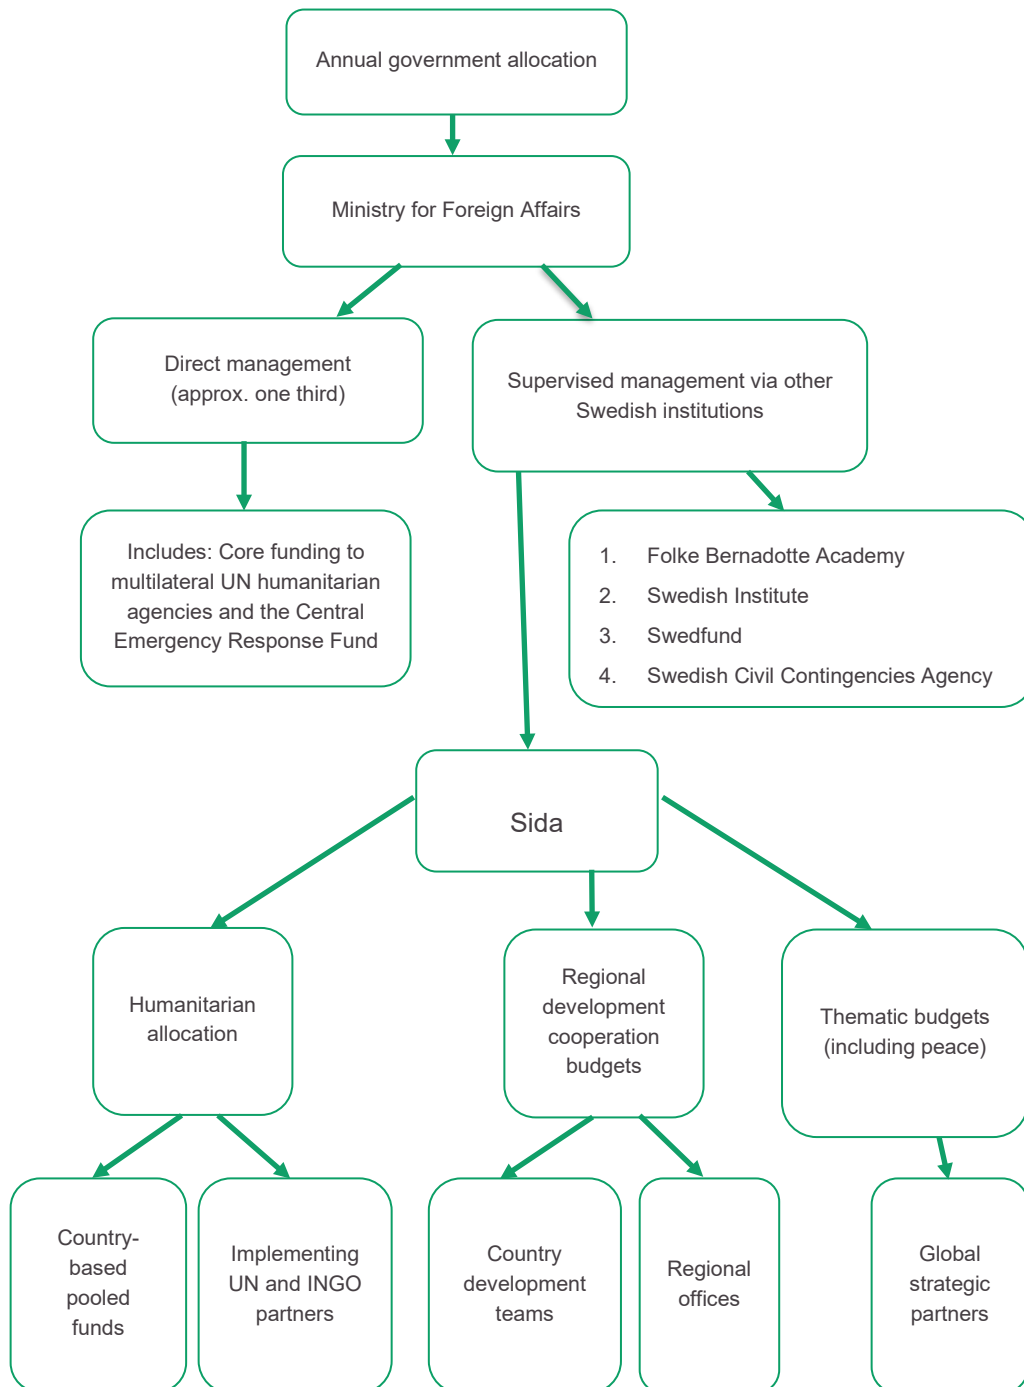 Annual government allocation
Ministry for Foreign Affairs
Direct management
(approx. one third)
Supervised management via other
Swedish institutions
Includes: Core funding to
multilateral UN humanitarian
agencies and the Central
Emergency Response Fund
1. Folke Bernadotte Academy
2. Swedish Institute
3. Swedfund
4. Swedish Civil Contingencies Agency
Sida
Humanitarian
allocation
Regional
development
cooperation
budgets
Thematic budgets
(including peace)
Country-
based
pooled
funds
Implementing
UN and INGO
partners
Country
development
teams
Regional
offices
Global
strategic
partners